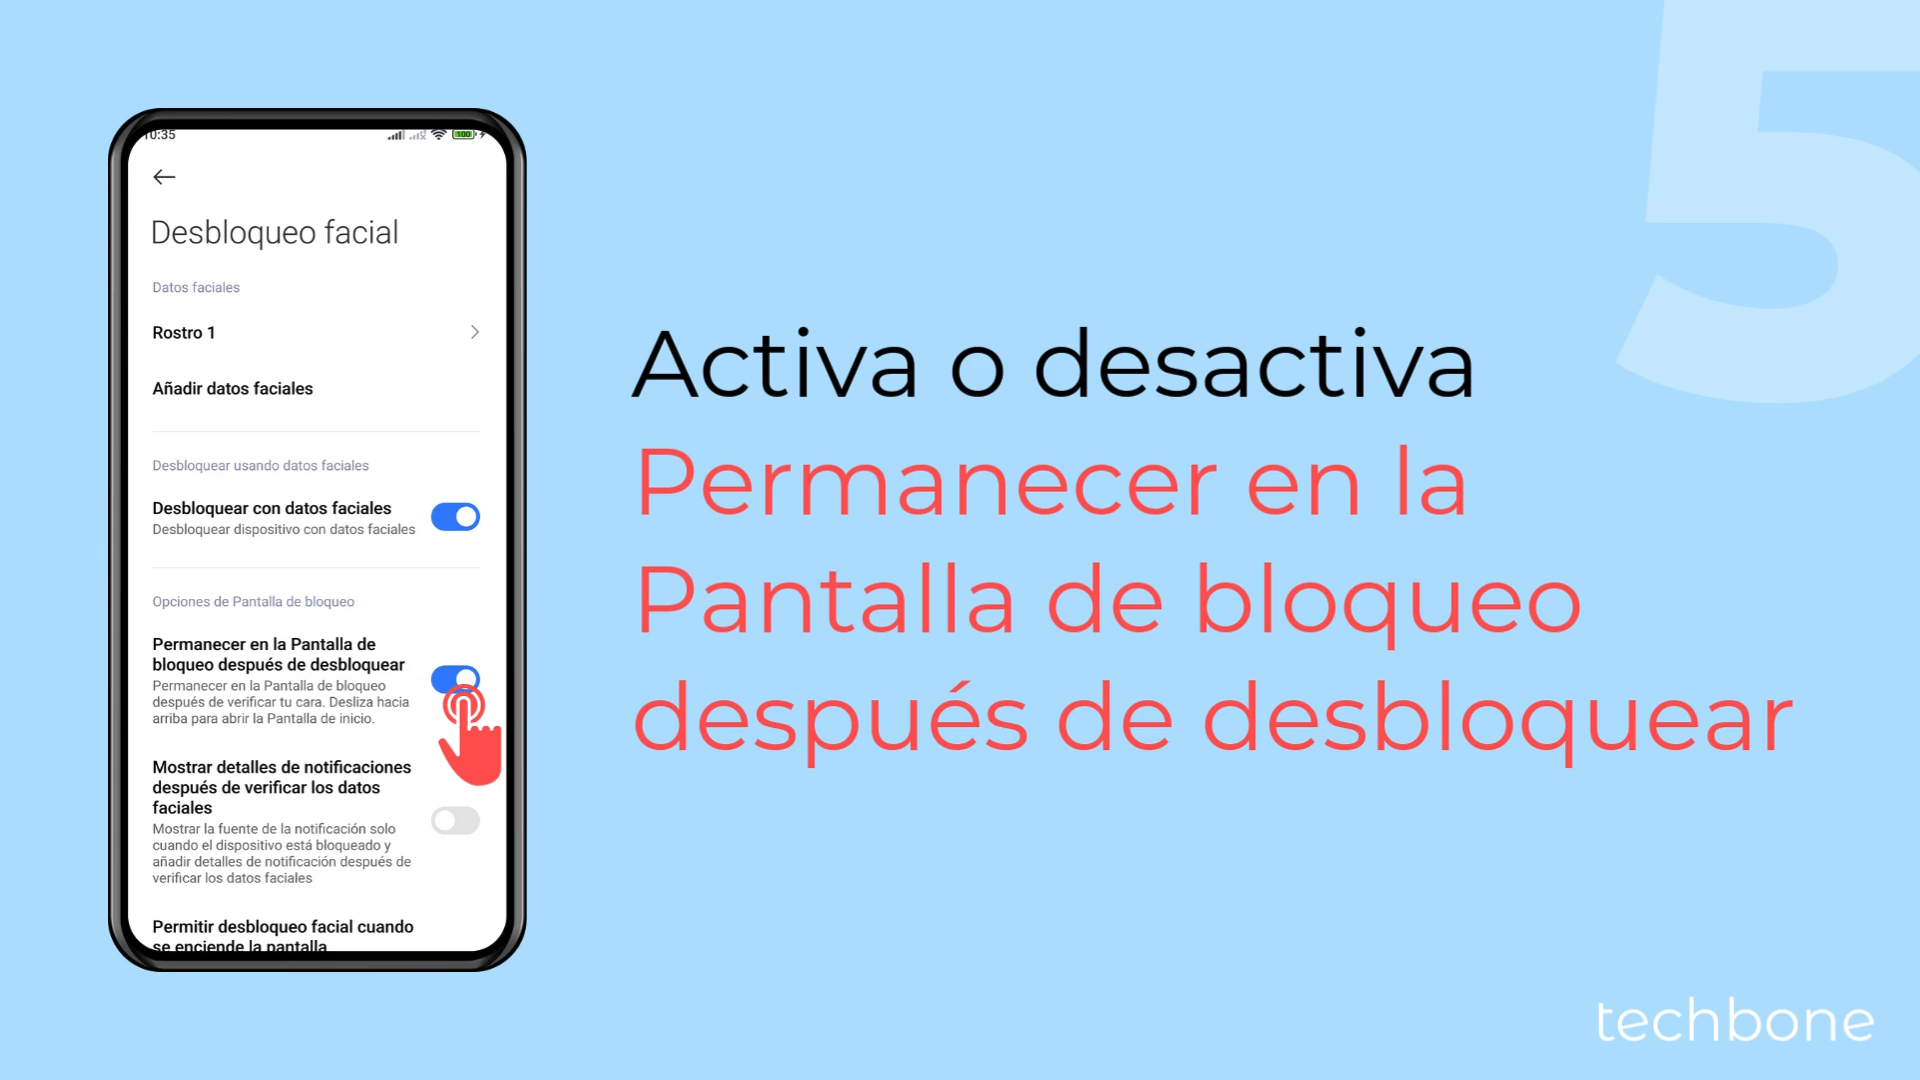 10:35
100
Desbloqueo facial
Datos faciales
Rostro 1
Añadir datos faciales
Desbloquear usando datos faciales
Desbloquear con datos faciales
Desbloquear dispositivo con datos faciales
Opciones de Pantalla de bloqueo
Permanecer en la Pantalla de
bloqueo después de desbloquear
Permanecer en la Pantalla de bloqueo
después de verificar tu cara. Desliza hacia
arriba para abrir la Pantalla de inicio.
Mostrar detalles de notificaciones
después de verificar los datos
faciales
Mostrar la fuente de la notificación solo
cuando el dispositivo está bloqueado y
añadir detalles de notificación después de
verificar los datos faciales
Permitir desbloqueo facial cuando
se enciende la pantalla
5
Activa o desactiva
Permanecer en la
Pantalla de bloqueo
después de desbloquear
techbone